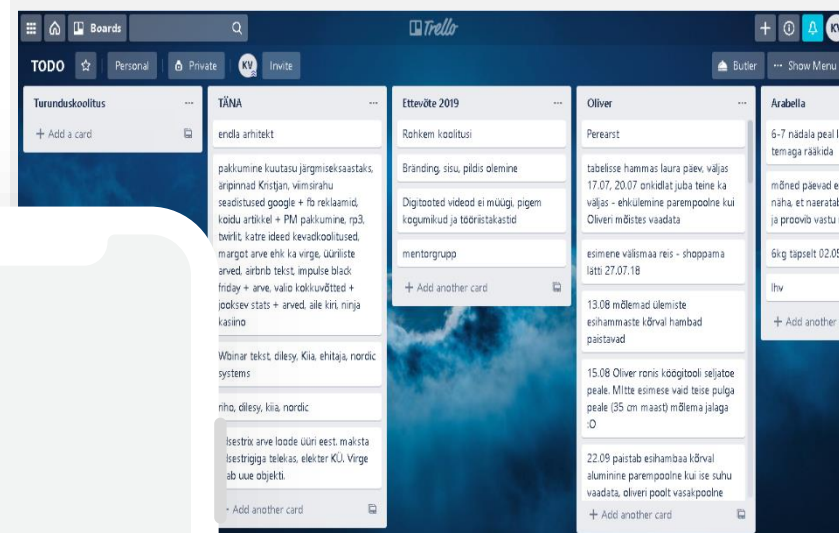 Boards
Trello
TODO
Personal
Private
KV
Invite
Butler
Show Menu
Turunduskoolitus
+ Add a card
TÄNA
endla arhitekt
pakkumine kuutasu järgmiseksaastaks,
äripinnad Kristjan, viimsirahu
seadistused google + fb reklaamid,
koidu artikkel + PM pakkumine, rp3,
twirlit, katre ideed kevadkoolitused,
margot arve ehk ka virge, üüriliste
arved, airbnb tekst, impulse black
friday + arve, valio kokkuvõtted +
jooksev stats + arved, aile kiri, ninja
kasiino
Wbinar tekst, dilesy, Kiia, ehitaja, nordic
systems
riho, dilesy, kiia, nordic
lsestrix arve loode üüri eest, maksta
lsestrigiga telekas, elekter KÜ. Virge
ab uue objekti.
Add another card
Ettevõte 2019
Rohkem koolitusi
Bränding, sisu, pildis olemine
Digitooted videod ei müügi, pigem
kogumikud ja tööriistakastid
mentorgrupp
+ Add another card
Oliver
Perearst
tabelisse hammas laura päev, väljas
17.07, 20.07 onkidlat juba teine ka
väljas - ehkülemine parempoolne kui
Oliveri mõistes vaadata
esimene välismaa reis - shoppama
lätti 27.07.18
13.08 mõlemad ülemiste
esihammaste kõrval hambad
paistavad
15.08 Oliver ronis köögitooli seljatoe
peale. MItte esimese vaid teise pulga
peale (35 cm maast) mõlema jalaga
:O
22.09 paistab esihambaa kõrval
alumnine parempoolne kui ise suhu
vaadata, oliveri poolt vasakpoolne
+ Add another card
Arabella
6-7 nädala peal
temaga rääkida
mõned päevad e
näha, et naeratab
ja proovib vastu
6kg täpselt 02.05
lhv
+ Add another